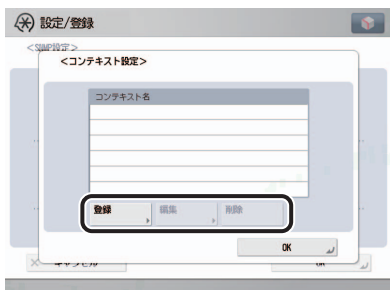 設定/登録
<SNMP設定>
<コンテキスト設定>
コンテキスト名
登録
編集
削除
OK
キャンセル
OK